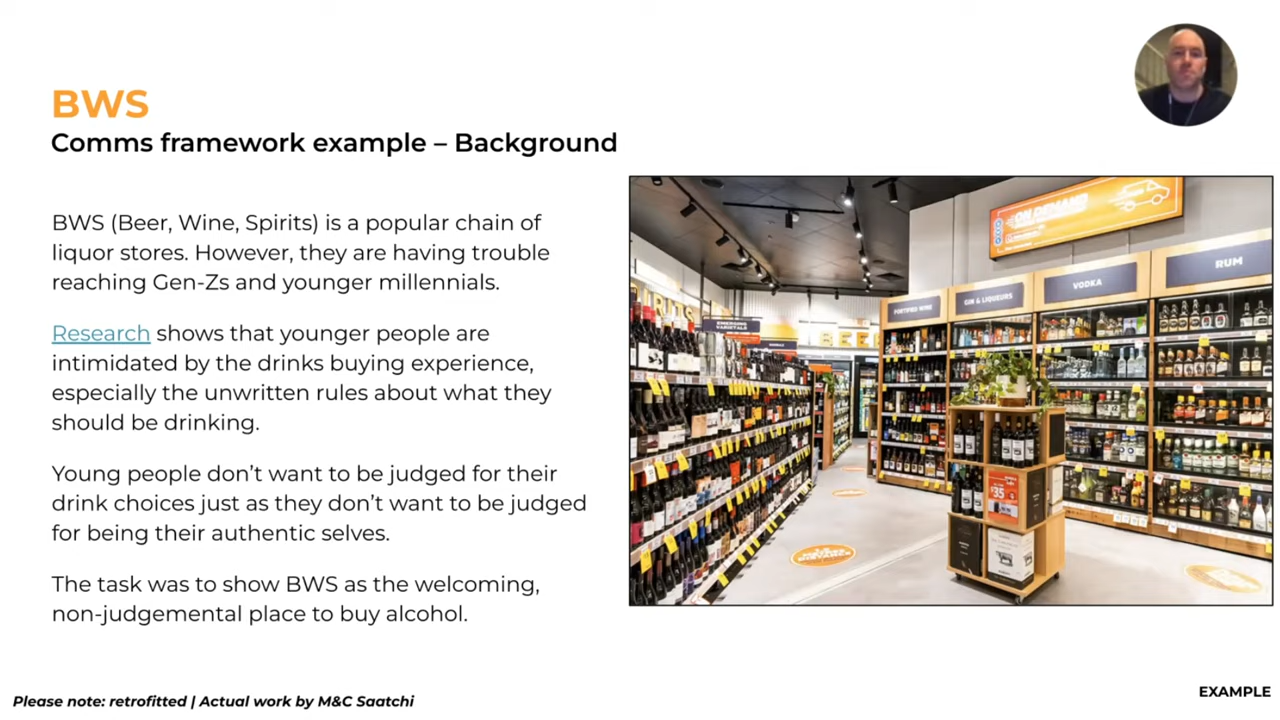 BWS
Comms framework example – Background
BWS (Beer, Wine, Spirits) is a popular chain of
liquor stores. However, they are having trouble
reaching Gen-Zs and younger millennials.
Research shows that younger people are
intimidated by the drinks buying experience,
especially the unwritten rules about what they
should be drinking.
Young people don’t want to be judged for their
drink choices just as they don’t want to be judged
for being their authentic selves.
The task was to show BWS as the welcoming,
non-judgemental place to buy alcohol.
ON DEMAND
FORTIFIED WINE
GIN & LIQUEURS
VODKA
RUM
EMERGING
VARIETALS
$35
Please note: retrofitted | Actual work by M&C Saatchi
EXAMPLE